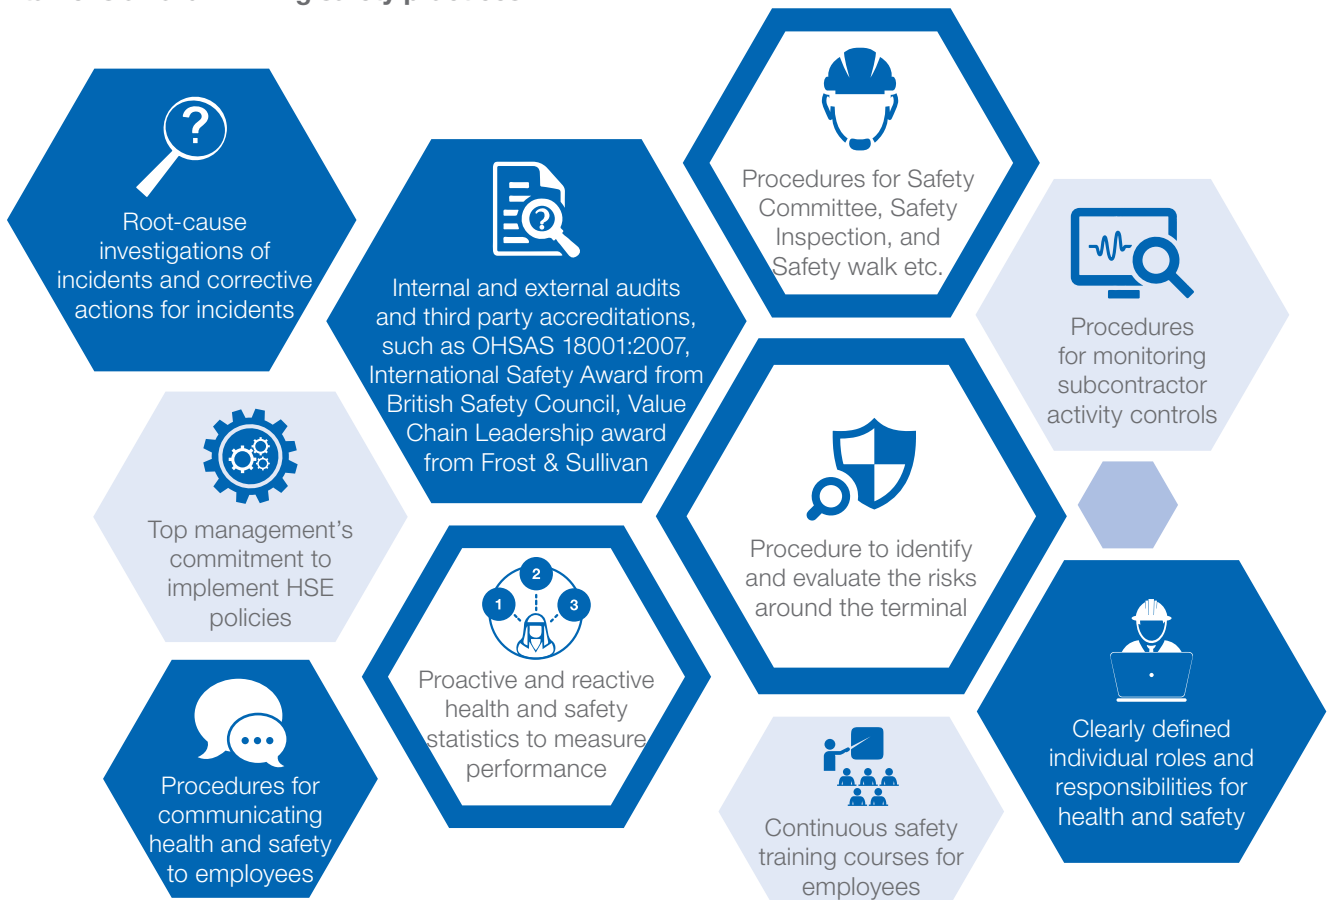 safety practices
?
Root-cause
investigations of
incidents and corrective
actions for incidents
?
Internal and external audits
and third party accreditations,
such as OHSAS 18001:2007,
International Safety Award from
British Safety Council, Value
Chain Leadership award
from Frost & Sullivan
Procedures for Safety
Committee, Safety
Inspection, and
Safety walk etc.
Procedures
for monitoring
subcontractor
activity controls
Top management’s
commitment to
implement HSE
policies
1
2
3
Proactive and reactive
health and safety
statistics to measure
performance
Procedure to identify
and evaluate the risks
around the terminal
Clearly defined
individual roles and
responsibilities for
health and safety
Procedures for
communicating
health and safety
to employees
Continuous safety
training courses for
employees